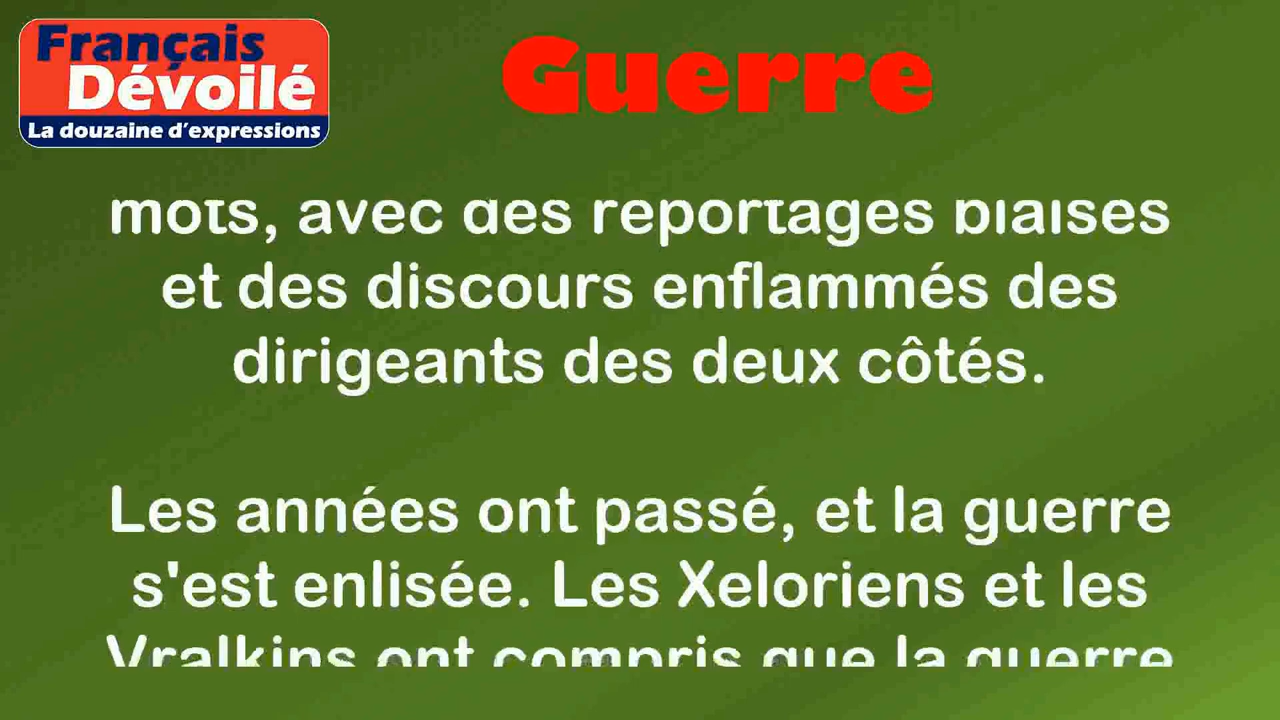 Français
Dévoilé
La douzaine d'expressions
Guerre
mots, avec des reportages biaisés
et des discours enflammés des
dirigeants des deux côtés.
Les années ont passé, et la guerre
s'est enlisée. Les Xeloriens et les
Vralkins ont compris que la guerre